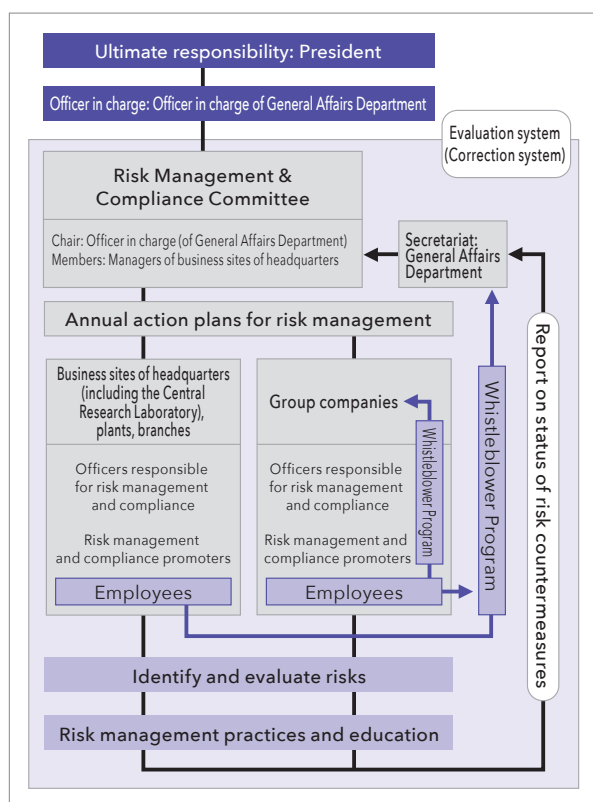 Ultimate responsibility: President
Officer in charge: Officer in charge of General Affairs Department
Evaluation system
(Correction system)
Risk Management &
Compliance Committee
Chair: Officer in charge (of General Affairs Department)
Members: Managers of business sites of headquarters
Secretariat:
General Affairs
Department
Annual action plans for risk management
Business sites of headquarters
(including the Central
Research Laboratory),
plants, branches
Officers responsible
for risk management
and compliance
Risk management
and compliance promoters
Employees
Group companies
Officers responsible
for risk management
and compliance
Risk management and
compliance promoters
Employees
Whistleblower Program
Whistleblower Program
Report on status of risk countermeasures
Identify and evaluate risks
Risk management practices and education